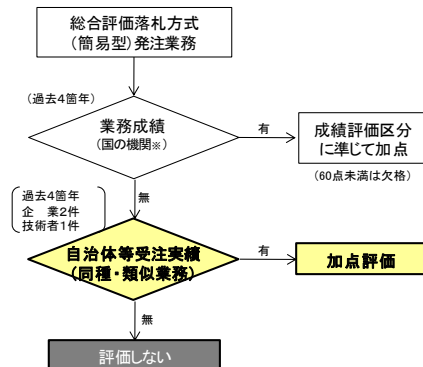 総合評価落札方式
(簡易型)発注業務
(過去4箇年)
業務成績
(国の機関※)
有
成績評価区分
に準じて加点
(60点未満は欠格)
無
過去4箇年
企　業2件
技術者1件
自治体等受注実績
(同種・類似業務)
有
加点評価
無
評価しない